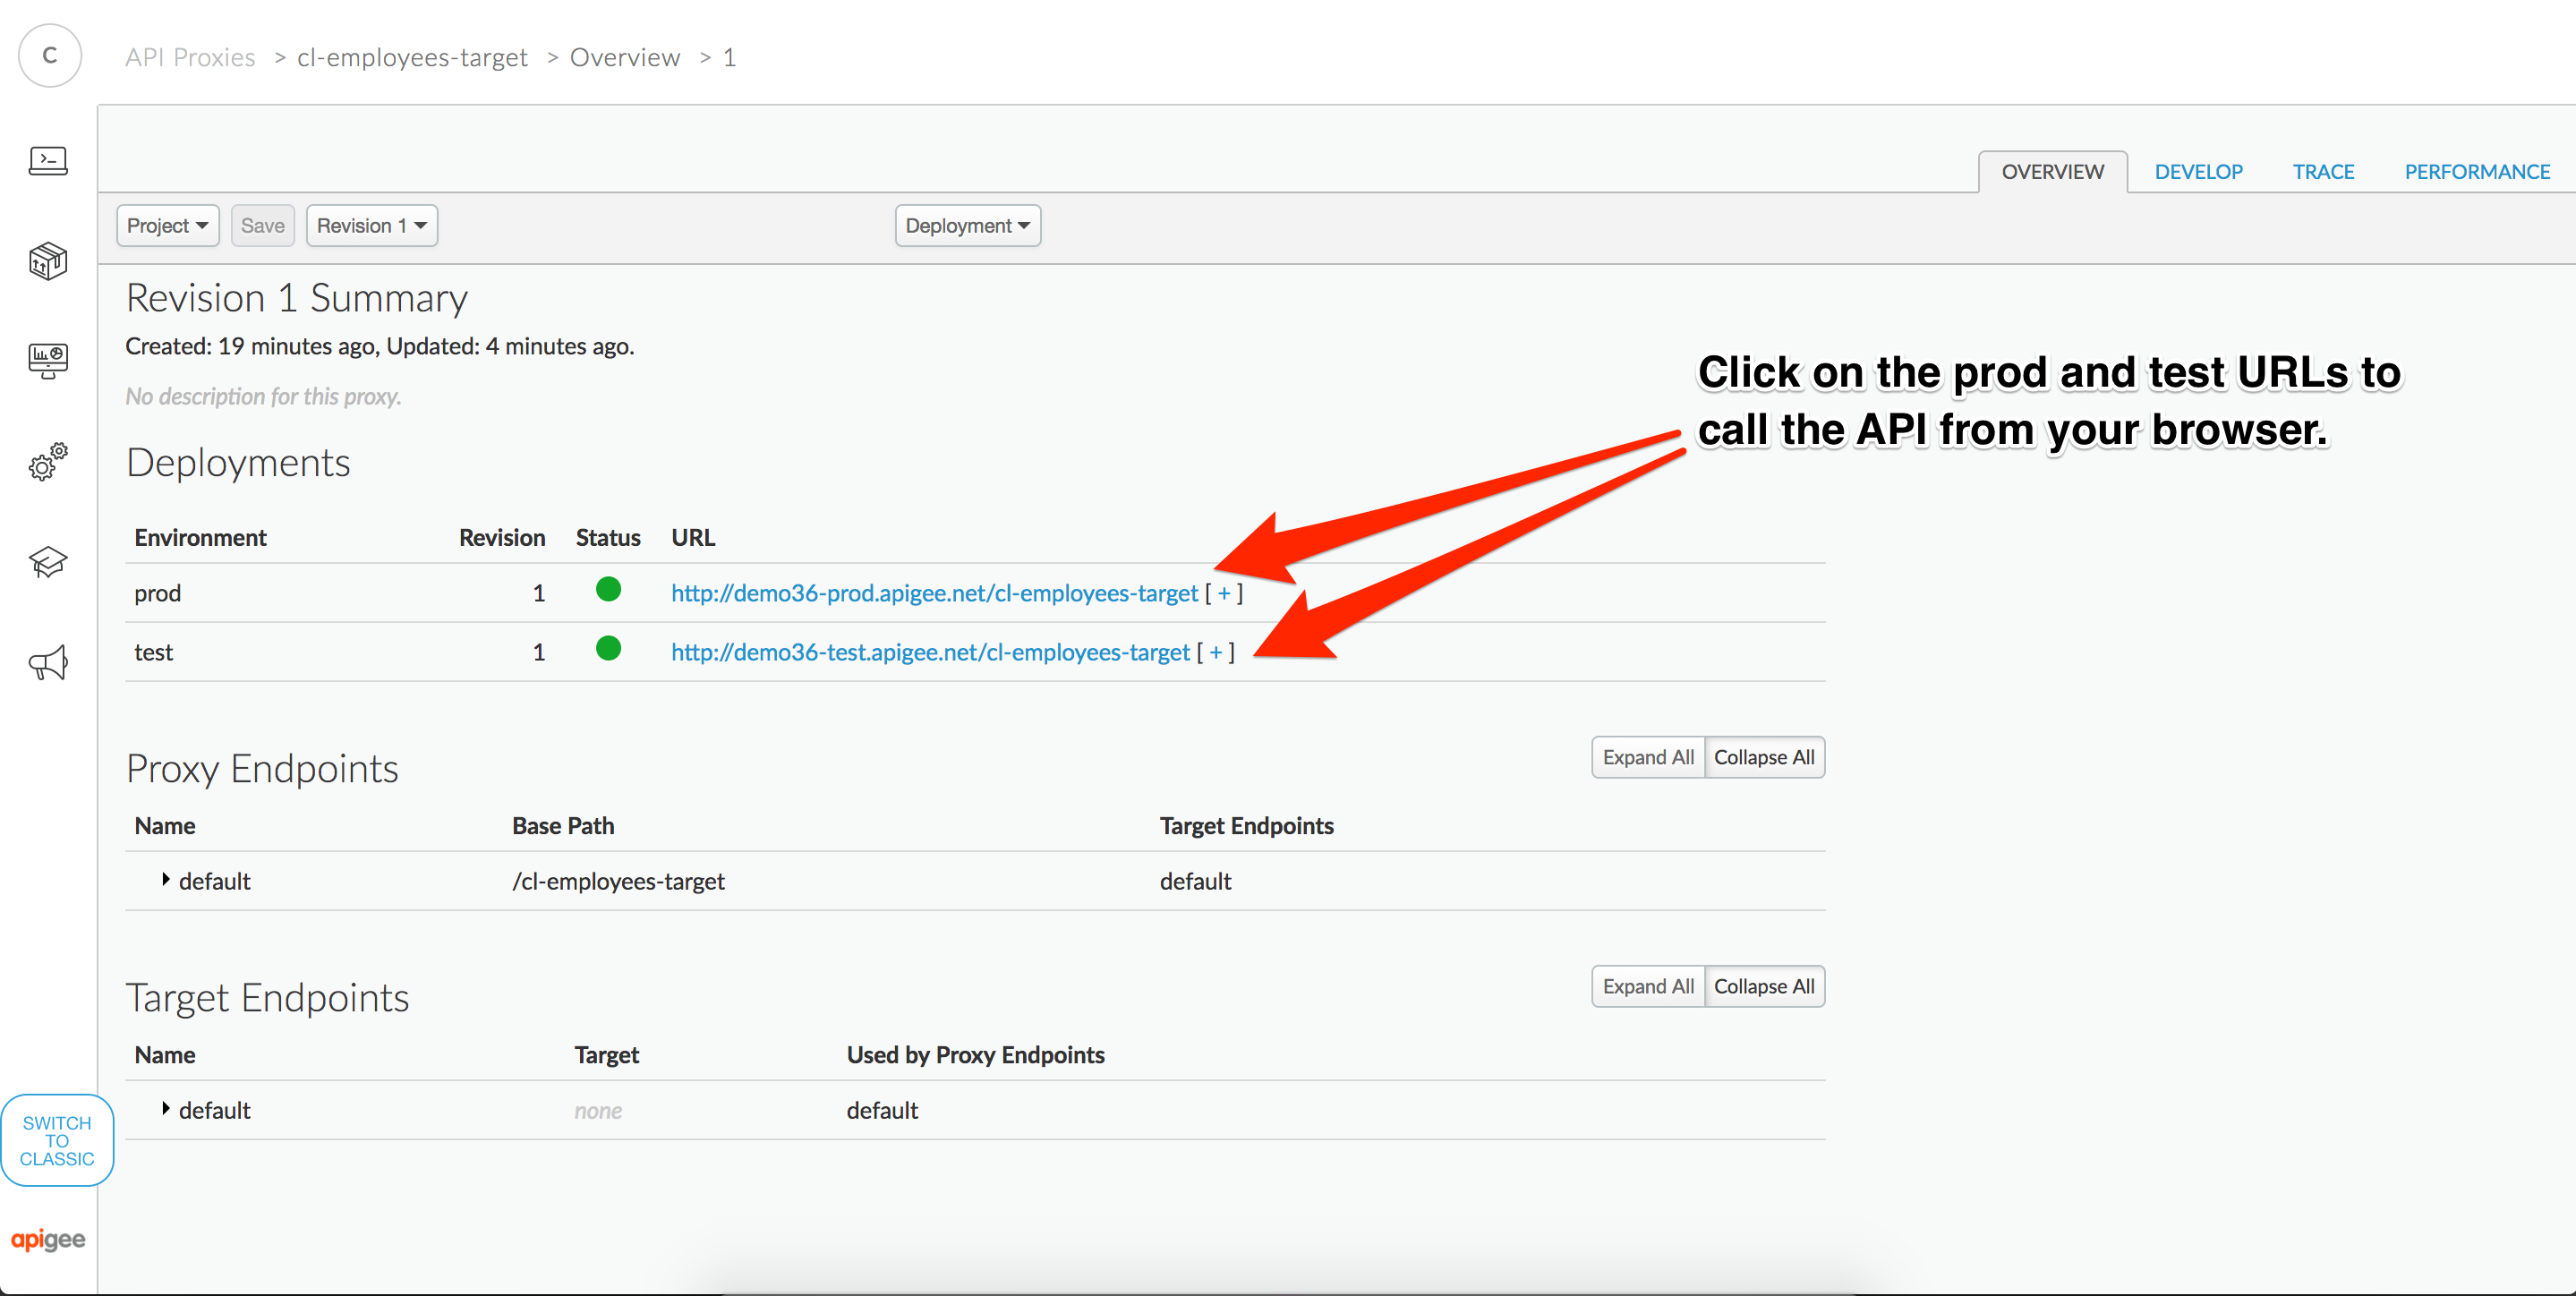 C
API Proxies > cl-employees-target > Overview > 1
OVERVIEW DEVELOP TRACE PERFORMANCE
Project Save Revision 1 Deployment
Revision 1 Summary
Created: 19 minutes ago, Updated: 4 minutes ago.
No description for this proxy.
Click on the prod and test URLs to
call the API from your browser.
Deployments
Environment Revision Status URL
prod 1 http://demo36-prod.apigee.net/cl-employees-target [ + ]
test 1 http://demo36-test.apigee.net/cl-employees-target [ + ]
Proxy Endpoints Expand All Collapse All
Name Base Path Target Endpoints
default /cl-employees-target default
Target Endpoints Expand All Collapse All
Name Target Used by Proxy Endpoints
default none default
SWITCH
TO
CLASSIC
apigee